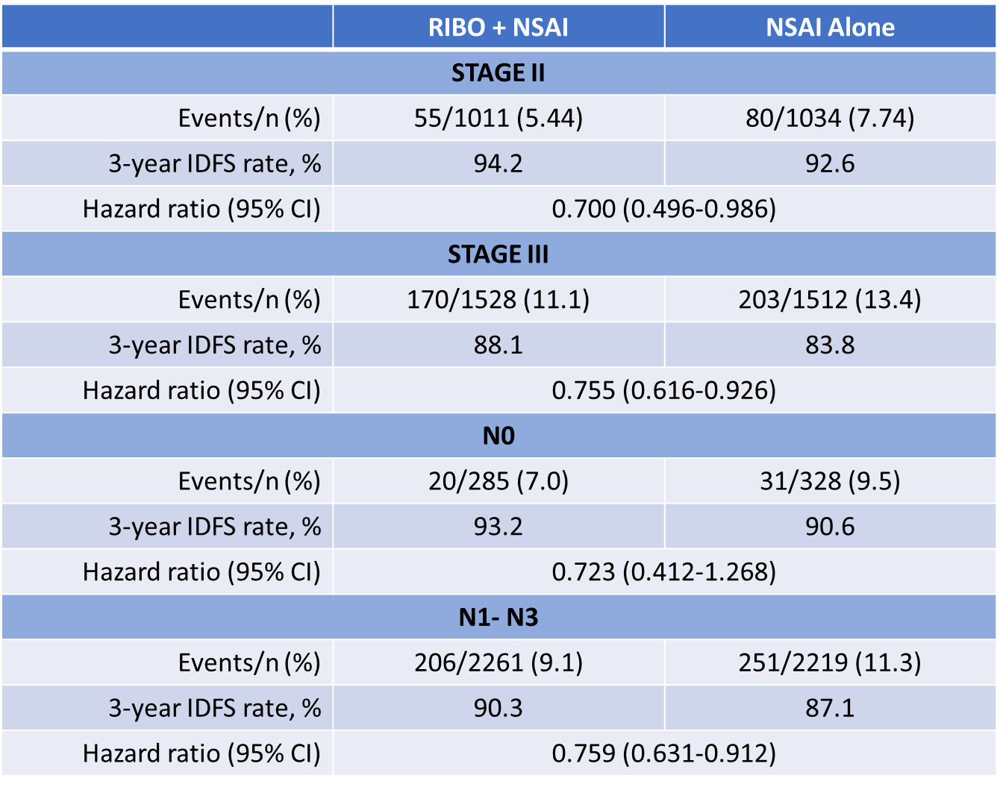 RIBO + NSAI NSAI Alone
STAGE II
Events/n (%) 55/1011 (5.44) 80/1034 (7.74)
3-year IDFS rate, % 94.2 92.6
Hazard ratio (95% CI) 0.700 (0.496-0.986)
STAGE III
Events/n (%) 170/1528 (11.1) 203/1512 (13.4)
3-year IDFS rate, % 88.1 83.8
Hazard ratio (95% CI) 0.755 (0.616-0.926)
N0
Events/n (%) 20/285 (7.0) 31/328 (9.5)
3-year IDFS rate, % 93.2 90.6
Hazard ratio (95% CI) 0.723 (0.412-1.268)
N1- N3
Events/n (%) 206/2261 (9.1) 251/2219 (11.3)
3-year IDFS rate, % 90.3 87.1
Hazard ratio (95% CI) 0.759 (0.631-0.912)